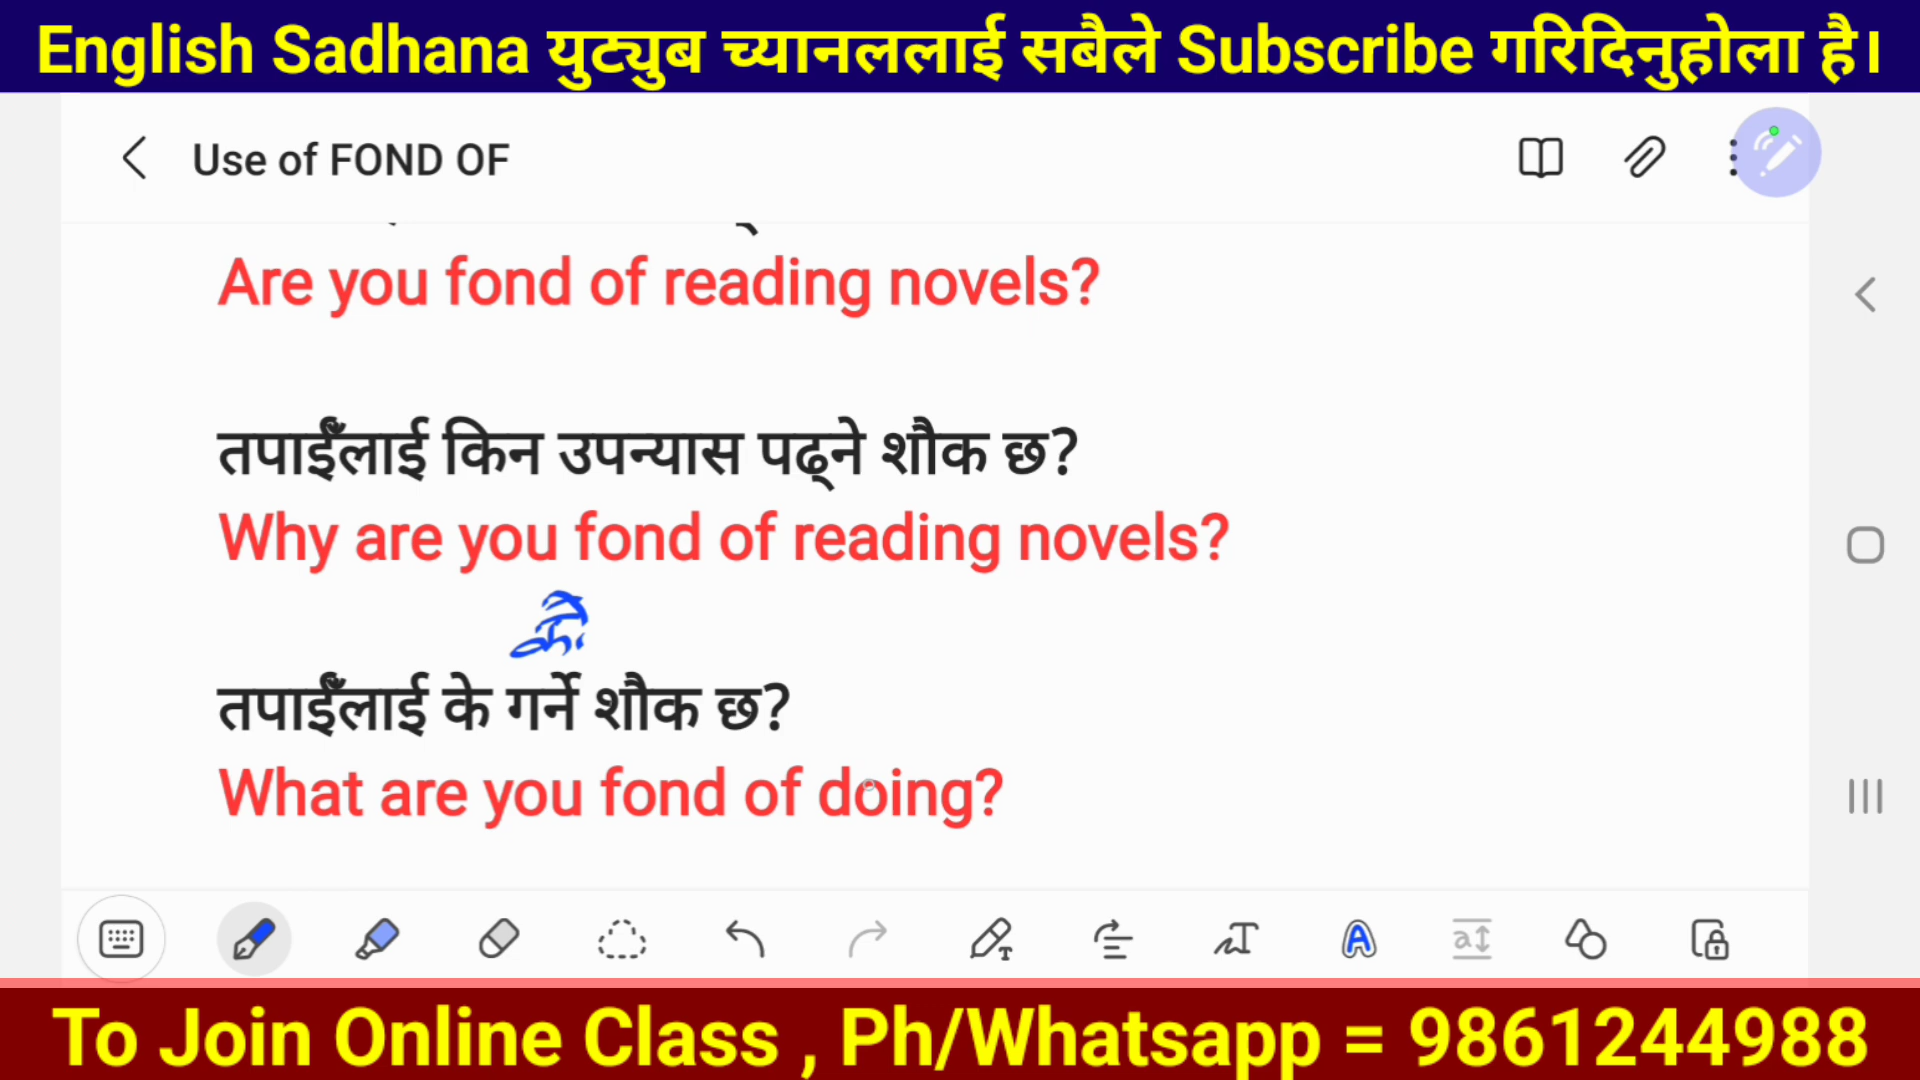 English Sadhana युट्युब च्यानललाई सबैले Subscribe गरिदिनुहोला है।
Use of FOND OF
Are you fond of reading novels?
तपाईँलाई किन उपन्यास पढ्ने शौक छ?
Why are you fond of reading novels?
तपाईँलाई के गर्ने शौक छ?
What are you fond of doing?
To Join Online Class , Ph/Whatsapp = 9861244988